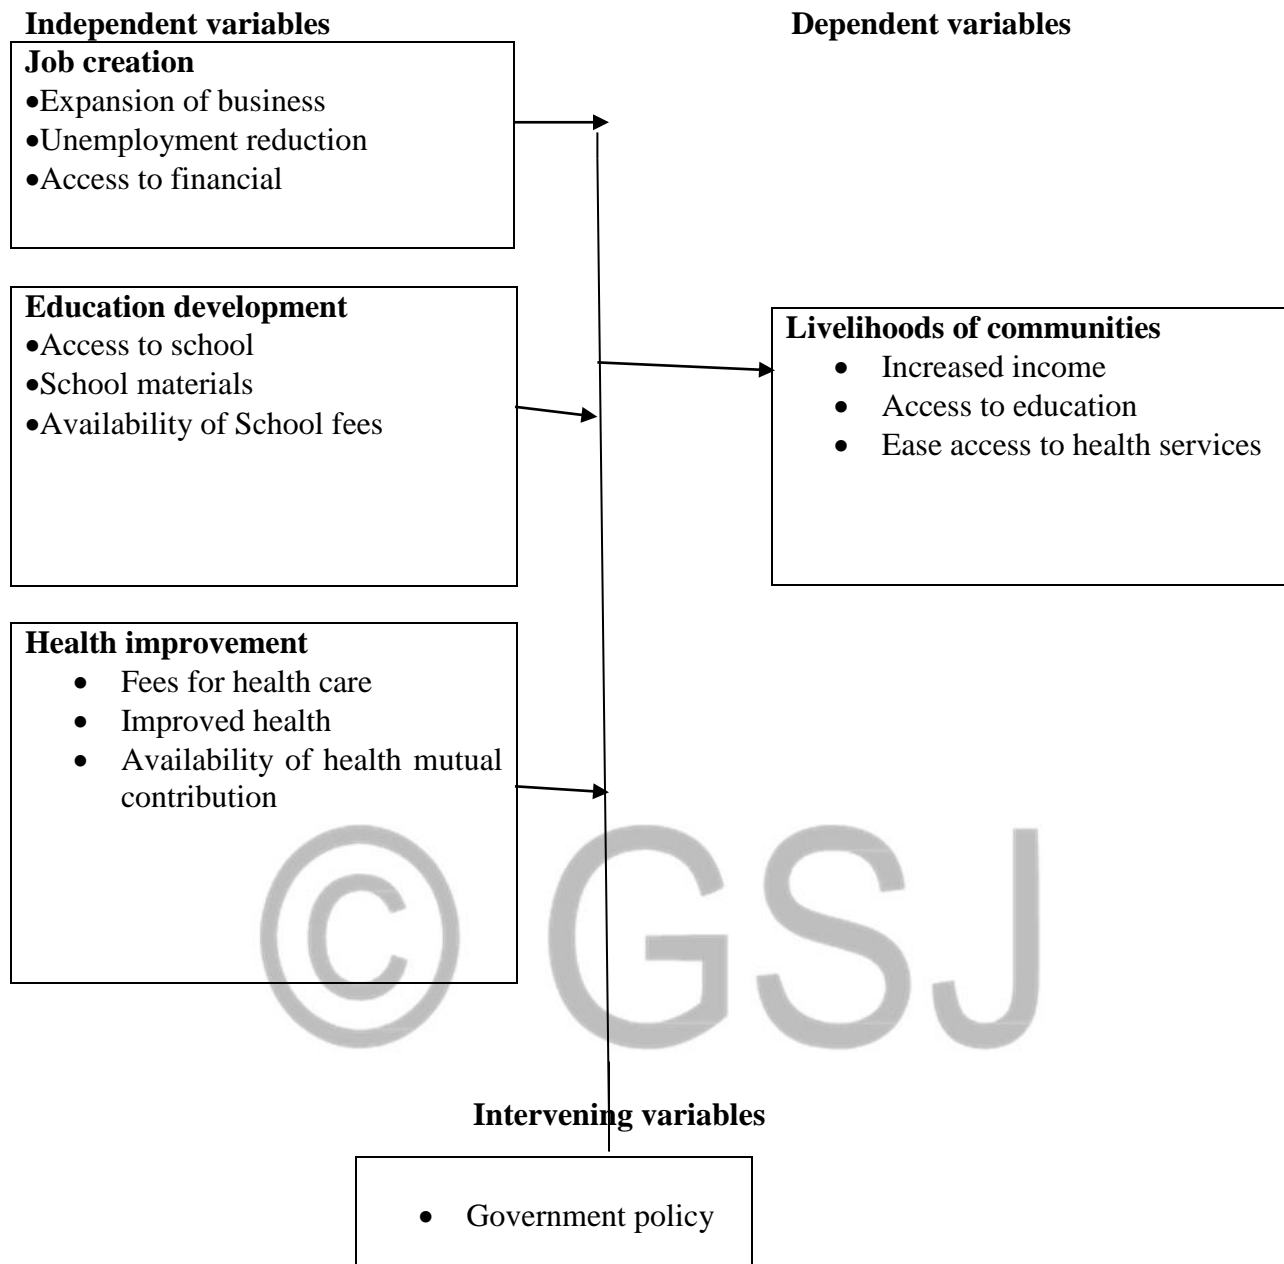 Independent variables
Dependent variables
Job creation
•Expansion of business
•Unemployment reduction
•Access to financial
Education development
•Access to school
•School materials
•Availability of School fees
Livelihoods of communities
• Increased income
• Access to education
• Ease access to health services
Health improvement
• Fees for health care
• Improved health
• Availability of health mutual
contribution
© GSJ
Intervening variables
• Government policy